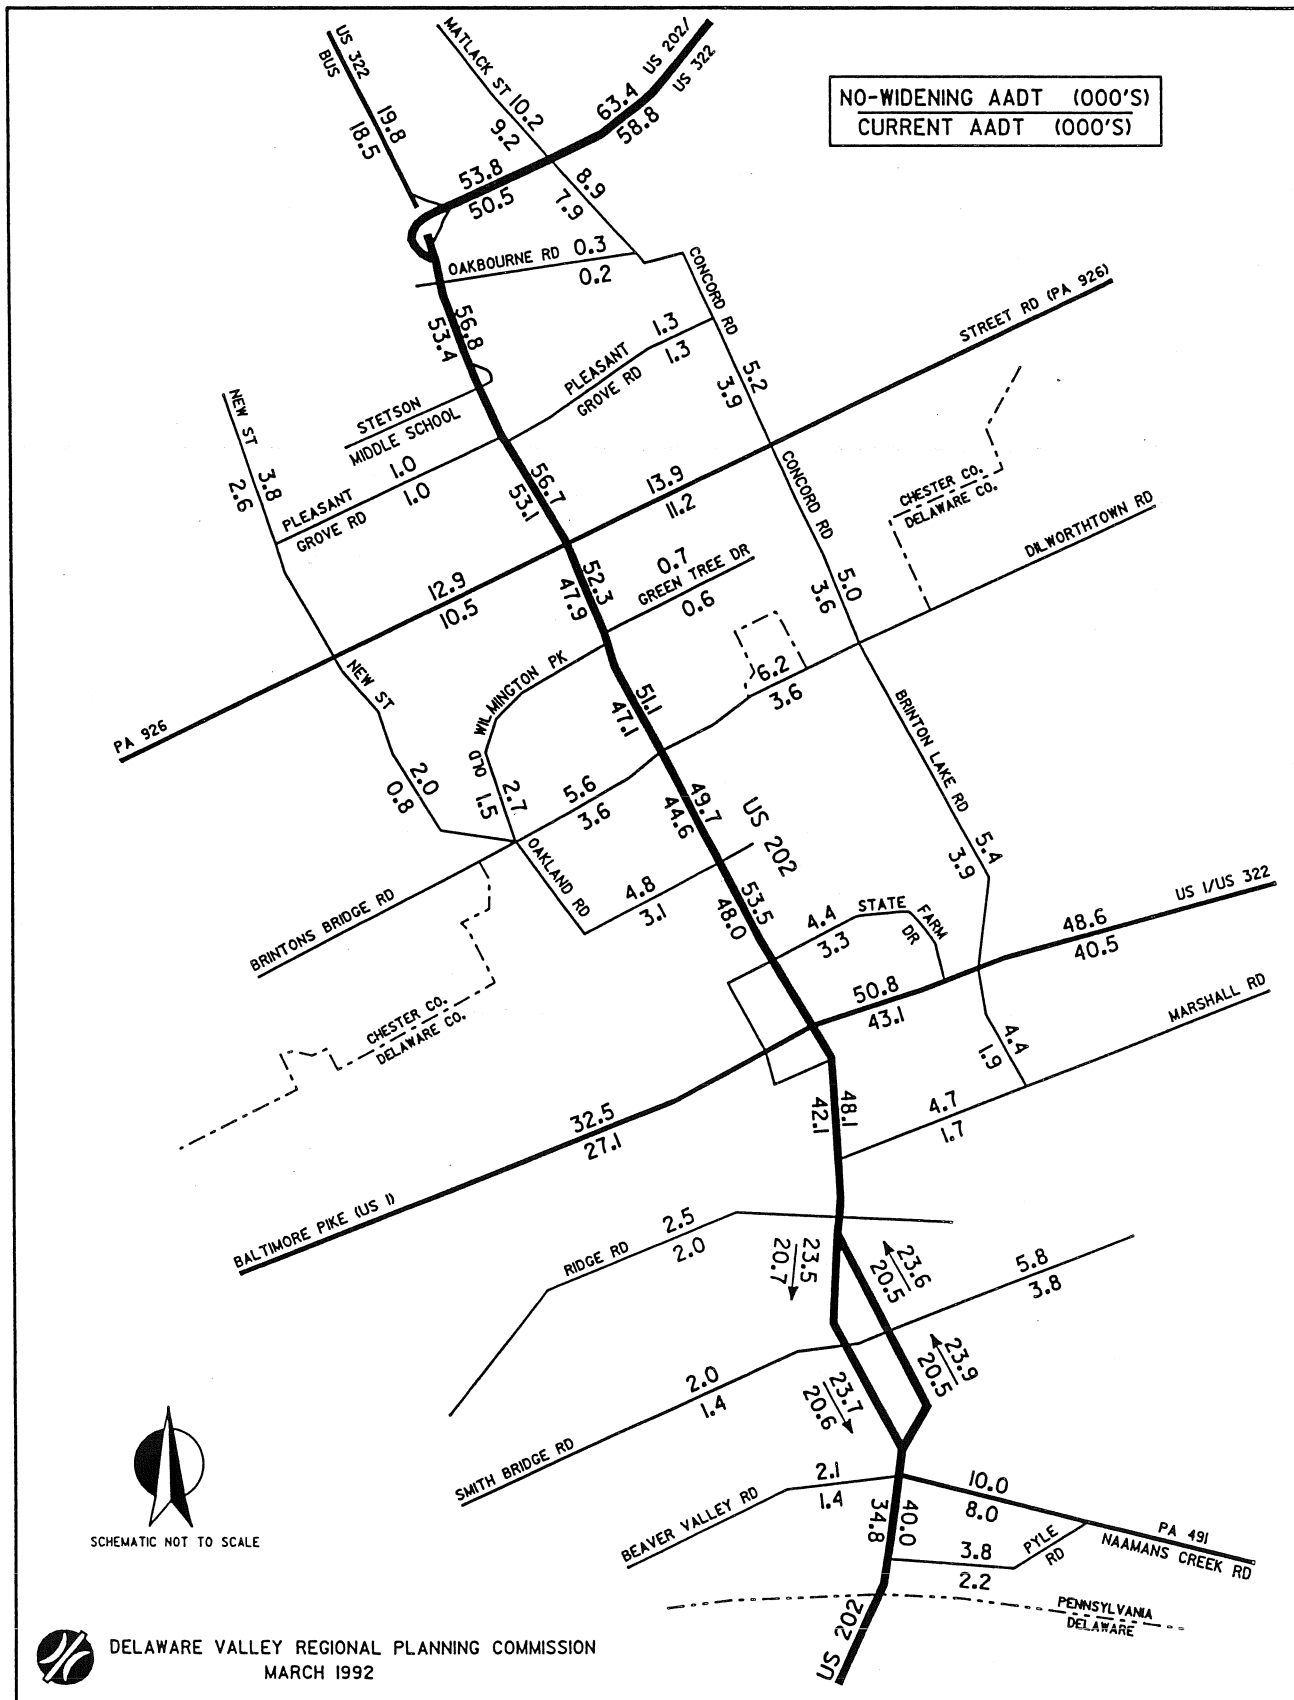 US 322
BUS
MATLACK ST
US 202/
US 322
NO-WIDENING AADT (000'S)
CURRENT AADT (000'S)
19.8
18.5
10.2
9.2
63.4
58.8
53.8
50.5
8.9
7.9
OAKBOURNE RD
0.3
0.2
CONCORD RD
STREET RD (PA 926)
56.8
53.4
PLEASANT
GROVE RD
1.3
1.3
5.2
3.9
NEW ST
STETSON
MIDDLE SCHOOL
3.8
2.6
PLEASANT
GROVE RD
1.0
1.0
56.7
53.1
13.9
11.2
CONCORD RD
CHESTER CO.
DELAWARE CO.
DILWORTHTOWN RD
12.9
10.5
52.3
47.9
0.7
GREEN TREE DR
0.6
5.0
3.6
NEW ST
OLD WILMINGTON PK
51.1
47.1
6.2
3.6
BRINTON LAKE RD
PA 926
2.0
0.8
2.7
1.5
5.6
3.6
49.7
44.6
US 202
5.4
3.9
OAKLAND RD
4.8
3.1
53.5
48.0
4.4
3.3
STATE FARM
DR
US 1/US 322
48.6
40.5
BRINTONS BRIDGE RD
CHESTER CO.
DELAWARE CO.
50.8
43.1
MARSHALL RD
4.4
1.9
32.5
27.1
48.1
42.1
4.7
1.7
BALTIMORE PIKE (US 1)
RIDGE RD
2.5
2.0
23.5
20.7
23.6
20.5
5.8
3.8
23.9
20.5
2.0
1.4
23.7
20.6
SMITH BRIDGE RD
BEAVER VALLEY RD
2.1
1.4
10.0
8.0
PA 491
NAAMANS CREEK RD
40.0
34.8
3.8
2.2
PYLE
RD
PENNSYLVANIA
DELAWARE
US 202
SCHEMATIC NOT TO SCALE
DELAWARE VALLEY REGIONAL PLANNING COMMISSION
MARCH 1992